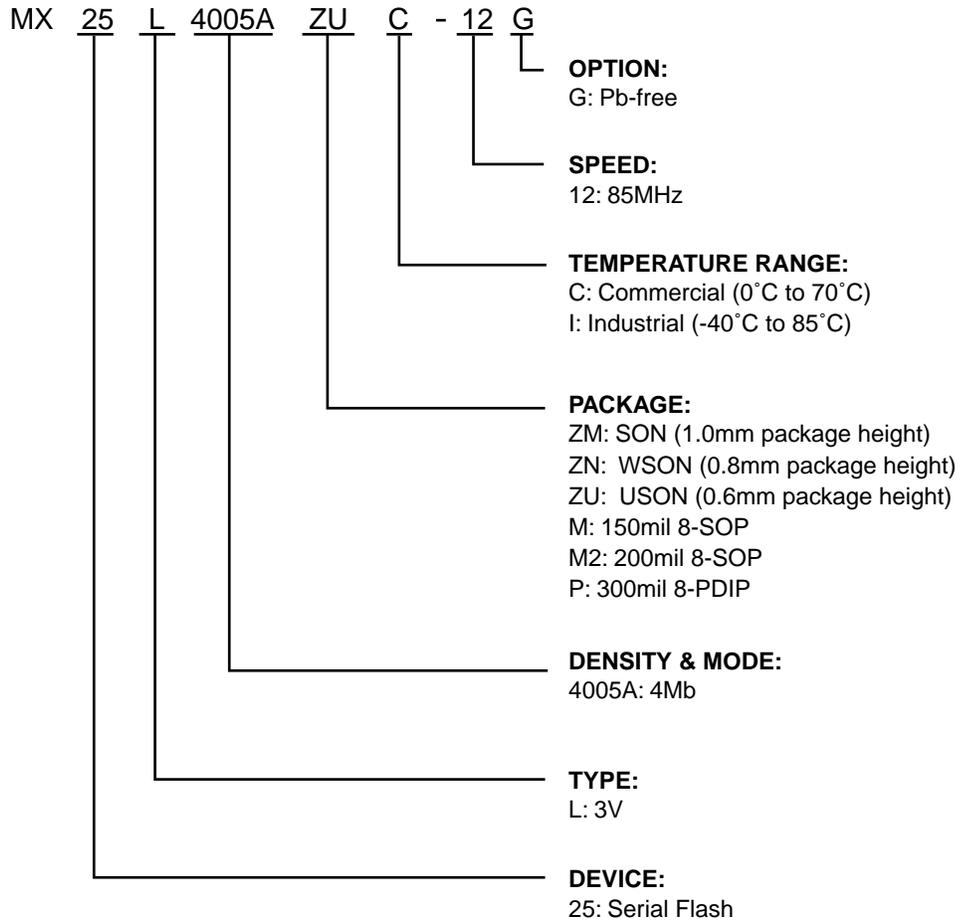 MX 25 L 4005A ZU C - 12 G
OPTION:
G: Pb-free
SPEED:
12: 85MHz
TEMPERATURE RANGE:
C: Commercial (0˚C to 70˚C)
I: Industrial (-40˚C to 85˚C)
PACKAGE:
ZM: SON (1.0mm package height)
ZN: WSON (0.8mm package height)
ZU: USON (0.6mm package height)
M: 150mil 8-SOP
M2: 200mil 8-SOP
P: 300mil 8-PDIP
DENSITY & MODE:
4005A: 4Mb
TYPE:
L: 3V
DEVICE:
25: Serial Flash